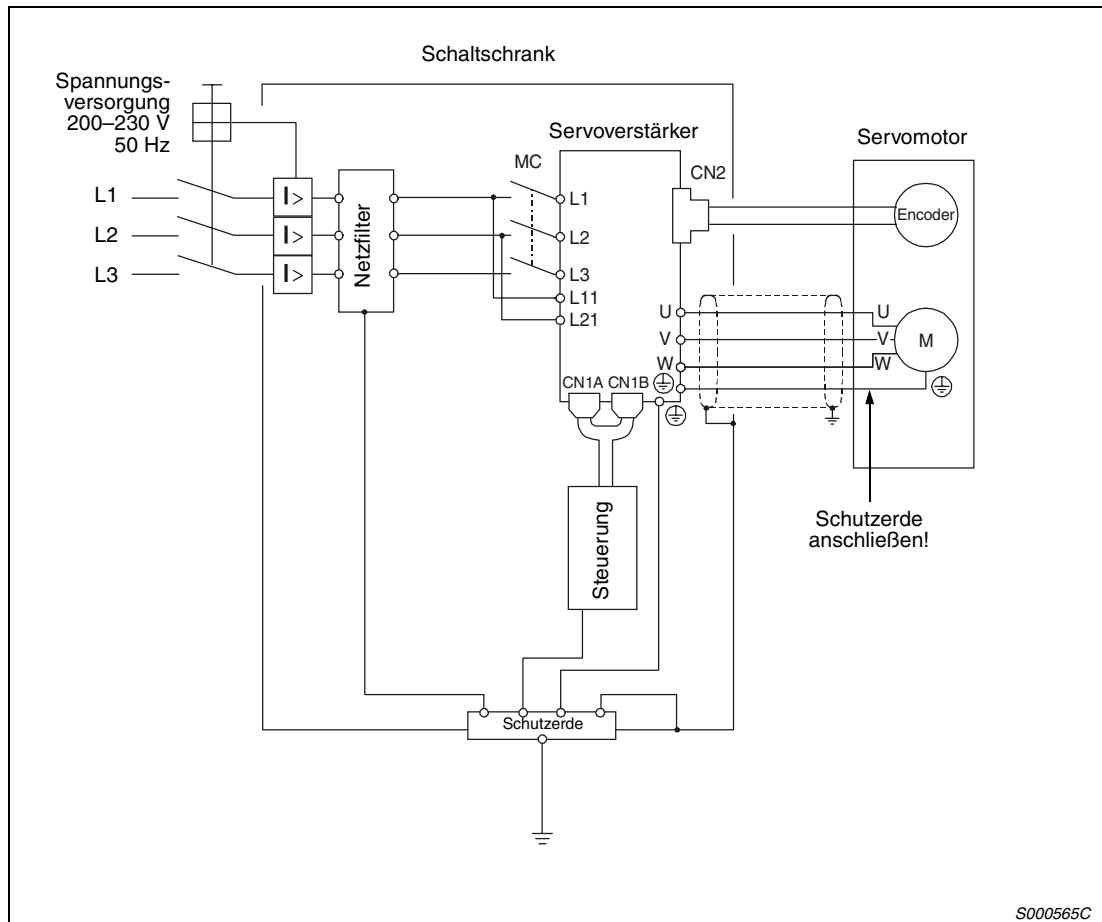 Schaltschrank
Spannungs-
versorgung
200–230 V
50 Hz
Servoverstärker
Servomotor
MC
CN2
L1
L2
L3
I>
I>
I>
Netzfilter
L1
L2
L3
L11
L21
Encoder
U
V
W
U
V
W
M
CN1A
CN1B
Steuerung
Schutzerde
anschließen!
Schutzerde
S000565C